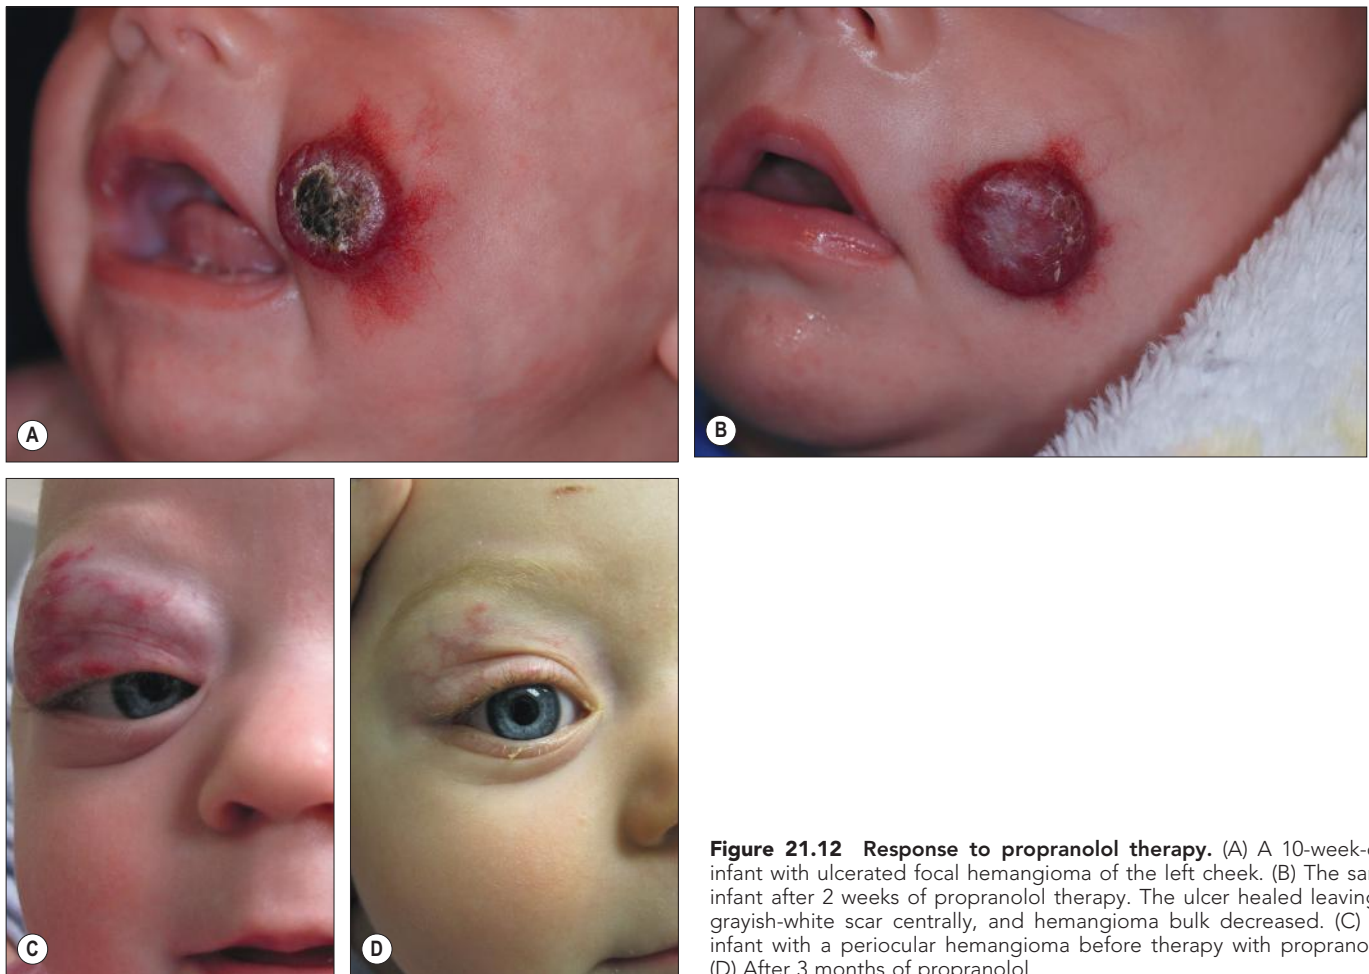 A
B
C
D
Figure 21.12 Response to propranolol therapy. (A) A 10-week-
infant with ulcerated focal hemangioma of the left cheek. (B) The
infant after 2 weeks of propranolol therapy. The ulcer healed leaving
grayish-white scar centrally, and hemangioma bulk decreased. (C)
infant with a periocular hemangioma before therapy with
(D) After 3 months of propranolol.